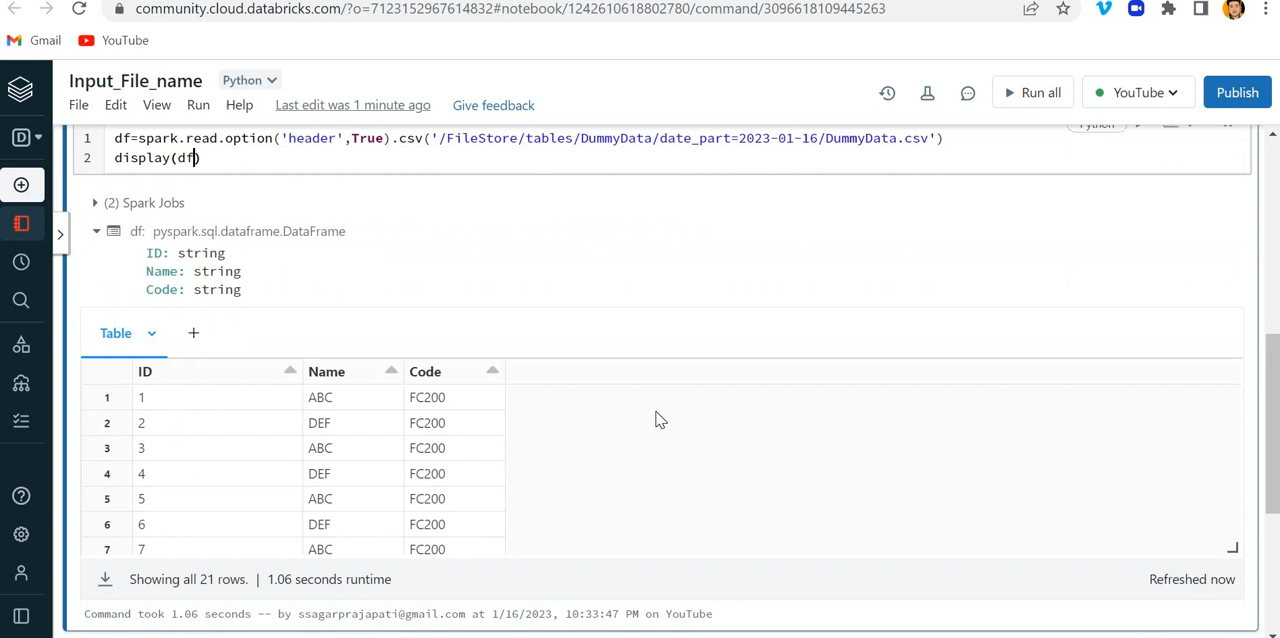 community.cloud.databricks.com/?o=7123152967614832#notebook/1242610618802780/command/3096618109445263
Gmail YouTube
Input_File_name Python
File Edit View Run Help Last edit was 1 minute ago Give feedback
Run all YouTube Publish
D
Python
1 df=spark.read.option('header',True).csv('/FileStore/tables/DummyData/date_part=2023-01-16/DummyData.csv')
2 display(df)
(2) Spark Jobs
df: pyspark.sql.dataframe.DataFrame
ID: string
Name: string
Code: string
Table +
ID Name Code
1 1 ABC FC200
2 2 DEF FC200
3 3 ABC FC200
4 4 DEF FC200
5 5 ABC FC200
6 6 DEF FC200
7 7 ABC FC200
Showing all 21 rows. | 1.06 seconds runtime Refreshed now
Command took 1.06 seconds -- by ssagarprajapati@gmail.com at 1/16/2023, 10:33:47 PM on YouTube